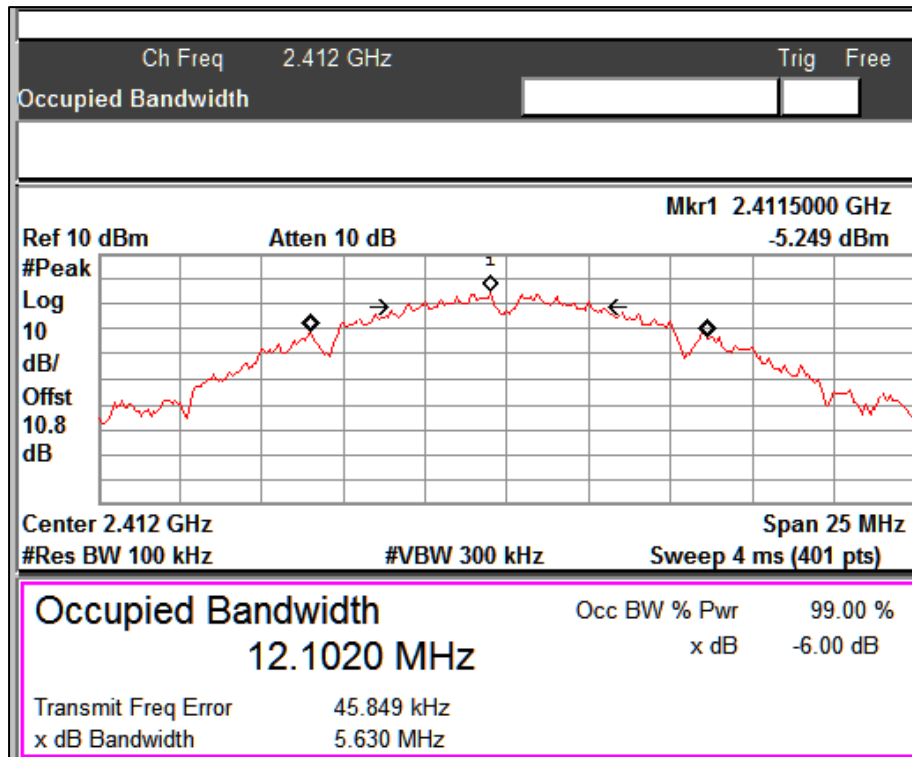 Ch Freq 2.412 GHz Trig Free
Occupied Bandwidth
Mkr1 2.4115000 GHz
Ref 10 dBm Atten 10 dB -5.249 dBm
#Peak
1
Log
10
dB/
Offst
10.8
dB
Center 2.412 GHz Span 25 MHz
#Res BW 100 kHz #VBW 300 kHz Sweep 4 ms (401 pts)
Occupied Bandwidth Occ BW % Pwr 99.00 %
12.1020 MHz x dB -6.00 dB
Transmit Freq Error 45.849 kHz
x dB Bandwidth 5.630 MHz